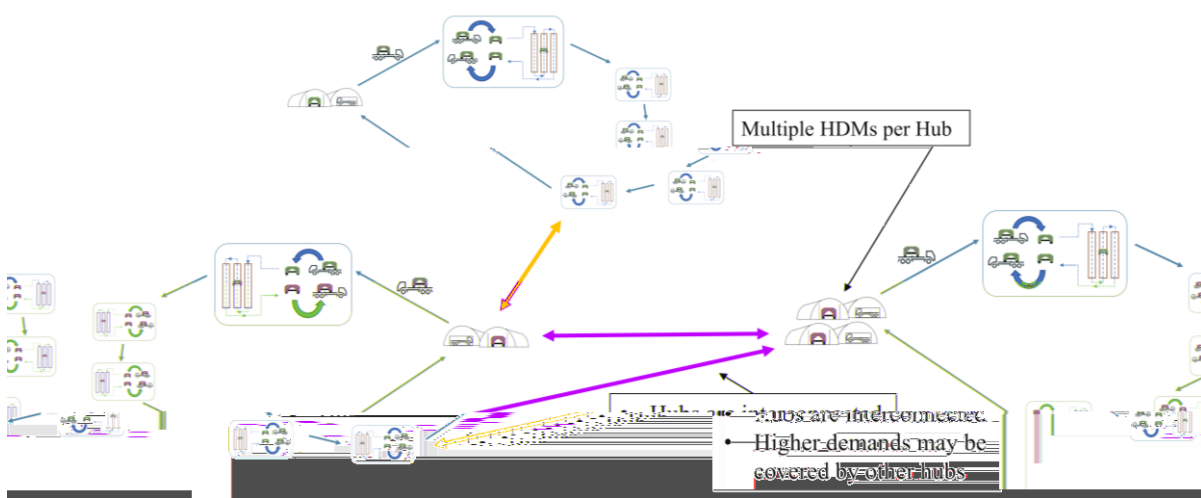 Multiple HDMs per Hub
Hubs are interconnected
Higher demands may be
covered by other hubs